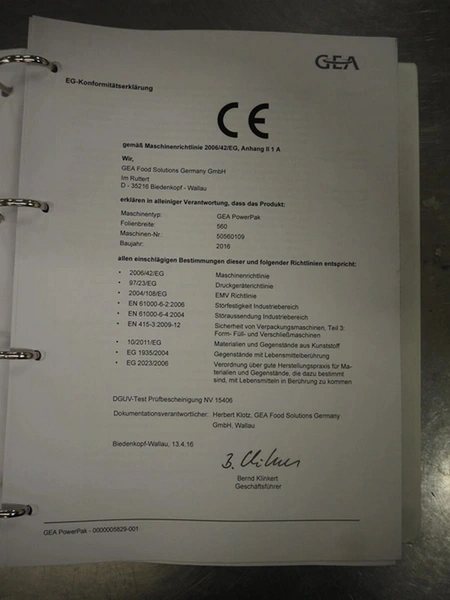 GEA
EG-Konformitätserklärung
CE
gemäß Maschinenrichtlinie 2006/42/EG, Anhang II 1 A
Wir,
GEA Food Solutions Germany GmbH
Im Ruttert
D - 35216 Biedenkopf - Wallau
erklären in alleiniger Verantwortung, dass das Produkt:
Maschinentyp: GEA PowerPak
Folienbreite: 560
Maschinen-Nr: 50560109
Baujahr: 2016
allen einschlägigen Bestimmungen dieser und folgender Richtlinien entspricht:
• 2006/42/EG Maschinenrichtlinie
• 97/23/EG Druckgeräterichtlinie
• 2004/108/EG EMV Richtlinie
• EN 61000-6-2:2006 Störfestigkeit Industriebereich
• EN 61000-6-4:2004 Störaussendung Industriebereich
• EN 415-3:2009-12 Sicherheit von Verpackungsmaschinen, Teil 3:
Form- Füll- und Verschließmaschinen
• 10/2011/EG Materialien und Gegenstände aus Kunststoff
• EG 1935/2004 Gegenstände mit Lebensmittelberührung
• EG 2023/2006 Verordnung über gute Herstellungspraxis für Ma-
terialien und Gegenstände, die dazu bestimmt
sind, mit Lebensmitteln in Berührung zu kommen
DGUV-Test Prüfbescheinigung NV 15406
Dokumentationsverantwortlicher: Herbert Klotz, GEA Food Solutions Germany
GmbH, Wallau
Biedenkopf-Wallau, 13.4.16
B. Klinkert
Bernd Klinkert
Geschäftsführer
GEA PowerPak - 0000005829-001